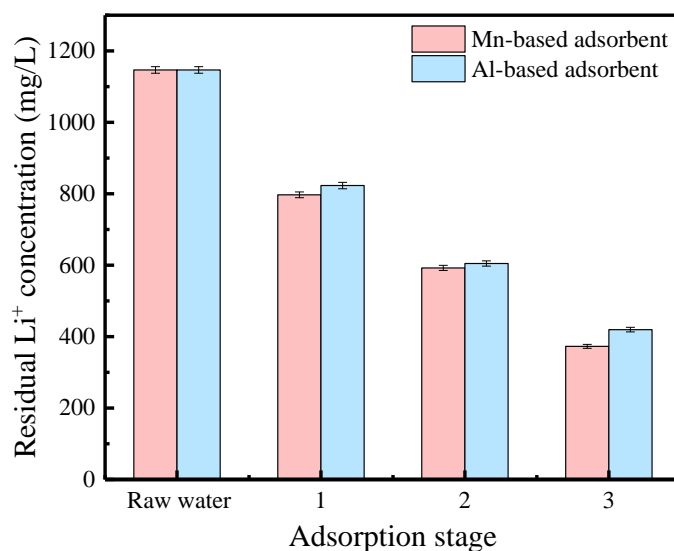 Mn-based adsorbent
Al-based adsorbent
Residual Li⁺ concentration (mg/L)
1200
1000
800
600
400
200
0
Raw water 1 2 3
Adsorption stage